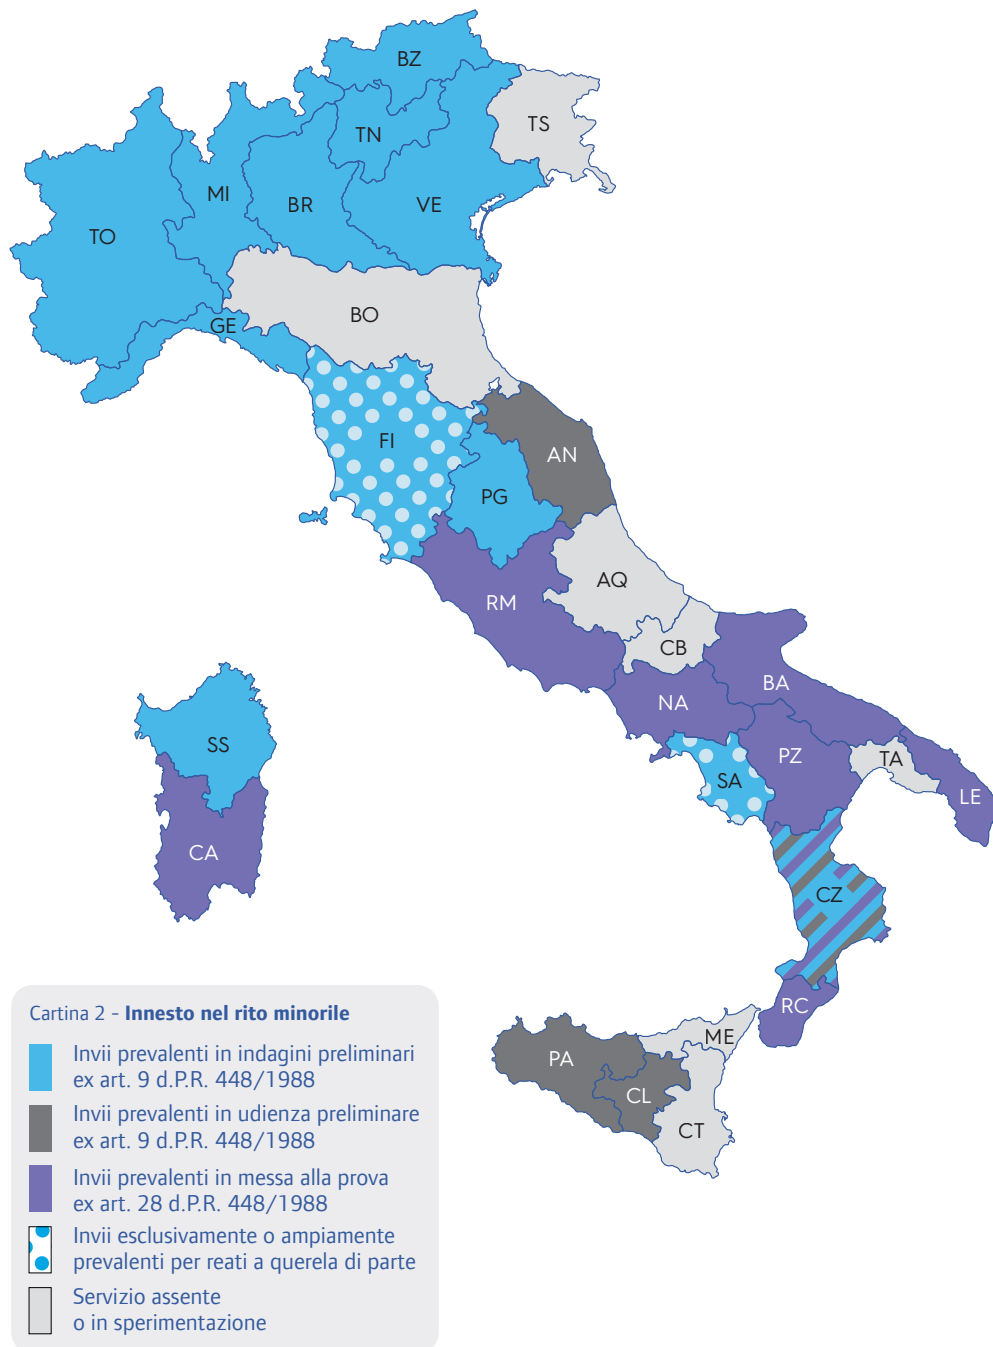 BZ
TS
TN
MI
BR
VE
TO
BO
GE
FI
AN
PG
AQ
RM
CB
BA
NA
SS
PZ
TA
SA
LE
CA
CZ
RC
ME
PA
CL
CT
Cartina 2 - Innesto nel rito minorile
Invii prevalenti in indagini preliminari
ex art. 9 d.P.R. 448/1988
Invii prevalenti in udienza preliminare
ex art. 9 d.P.R. 448/1988
Invii prevalenti in messa alla prova
ex art. 28 d.P.R. 448/1988
Invii esclusivamente o ampiamente
prevalenti per reati a querela di parte
Servizio assente
o in sperimentazione